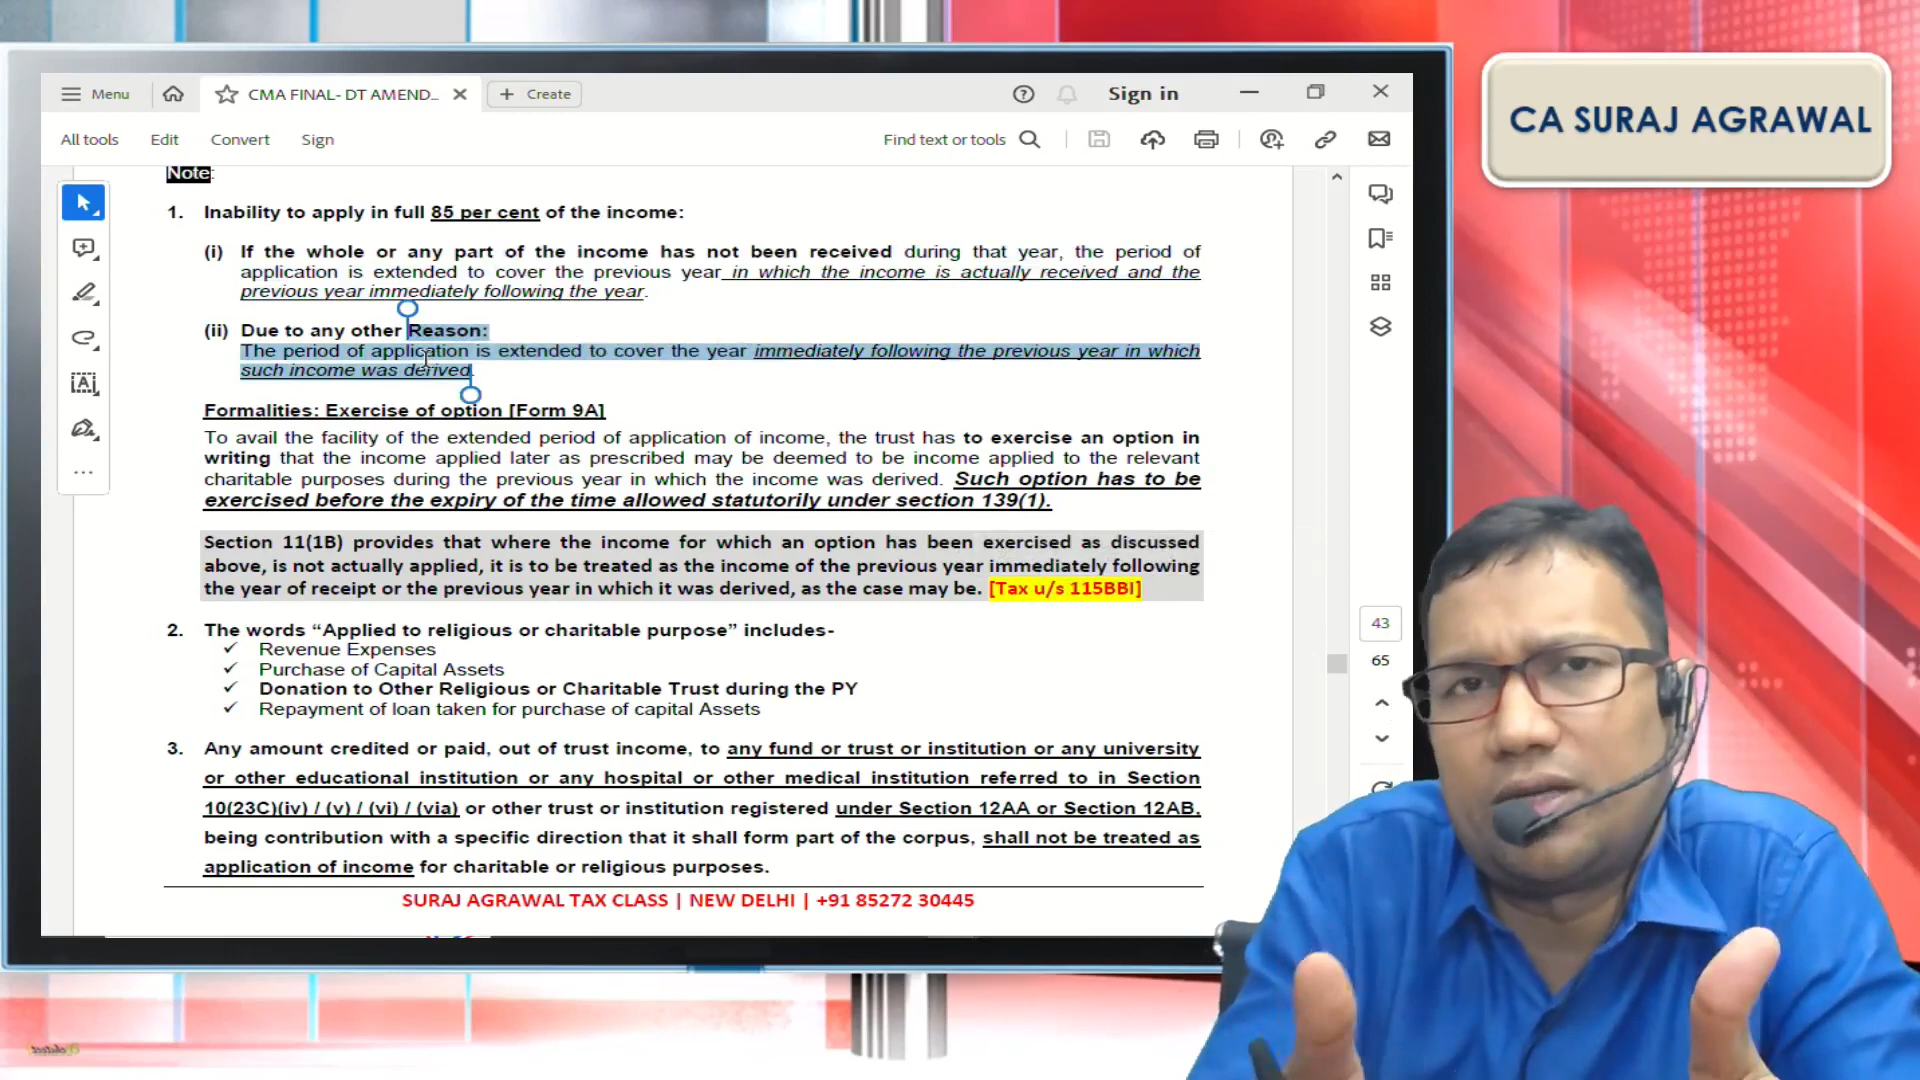 CA SURAJ AGRAWAL
Menu
CMA FINAL- DT AMEND...
Create
Sign in
All tools
Edit
Convert
Sign
Find text or tools
Note:
1. Inability to apply in full 85 per cent of the income:
(i) If the whole or any part of the income has not been received during that year, the period of
application is extended to cover the previous year in which the income is actually received and the
previous year immediately following the year.
(ii) Due to any other Reason:
The period of application is extended to cover the year immediately following the previous year in which
such income was derived.
Formalities: Exercise of option [Form 9A]
To avail the facility of the extended period of application of income, the trust has to exercise an option in
writing that the income applied later as prescribed may be deemed to be income applied to the relevant
charitable purposes during the previous year in which the income was derived. Such option has to be
exercised before the expiry of the time allowed statutorily under section 139(1).
Section 11(1B) provides that where the income for which an option has been exercised as discussed
above, is not actually applied, it is to be treated as the income of the previous year immediately following
the year of receipt or the previous year in which it was derived, as the case may be. [Tax u/s 115BBI]
2. The words “Applied to religious or charitable purpose” includes-
✓ Revenue Expenses
✓ Purchase of Capital Assets
✓ Donation to Other Religious or Charitable Trust during the PY
✓ Repayment of loan taken for purchase of capital Assets
3. Any amount credited or paid, out of trust income, to any fund or trust or institution or any university
or other educational institution or any hospital or other medical institution referred to in Section
10(23C)(iv) / (v) / (vi) / (via) or other trust or institution registered under Section 12AA or Section 12AB,
being contribution with a specific direction that it shall form part of the corpus, shall not be treated as
application of income for charitable or religious purposes.
SURAJ AGRAWAL TAX CLASS | NEW DELHI | +91 85272 30445
43
65